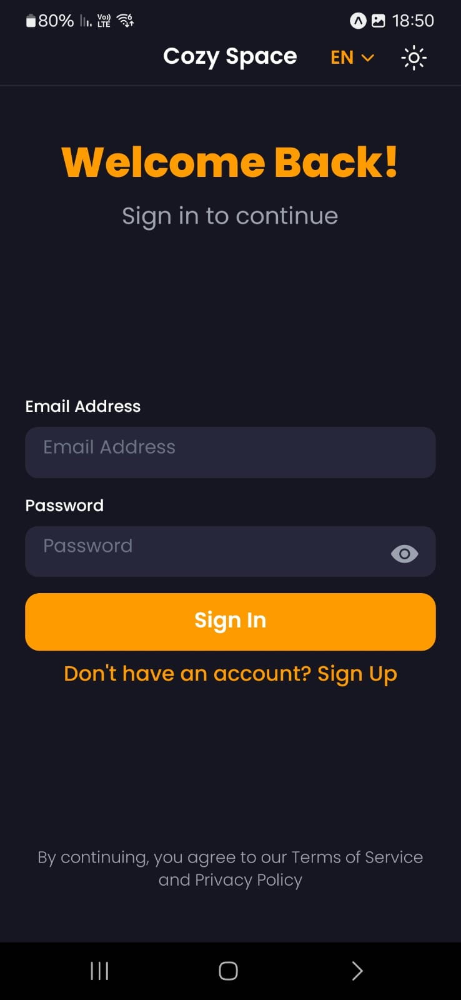 80% Vo)) LTE 6 18:50
Cozy Space EN
Welcome Back!
Sign in to continue
Email Address
Email Address
Password
Password
Sign In
Don't have an account? Sign Up
By continuing, you agree to our Terms of Service
and Privacy Policy